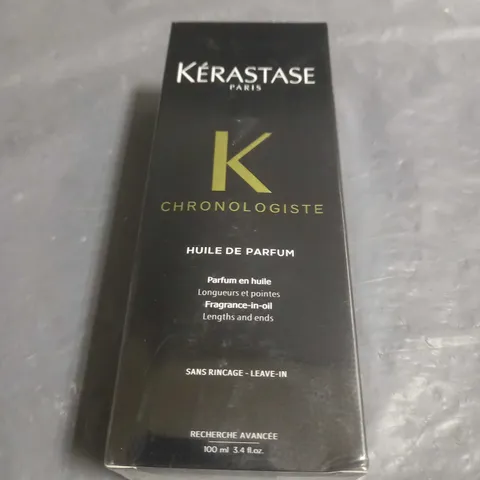 KÉRASTASE
PARIS
K
CHRONOLOGISTE
HUILE DE PARFUM
Parfum en huile
Longueurs et pointes
Fragrance-in-oil
Lengths and ends
SANS RINCAGE - LEAVE-IN
RECHERCHE AVANCÉE
100 ml 3.4 fl.oz.